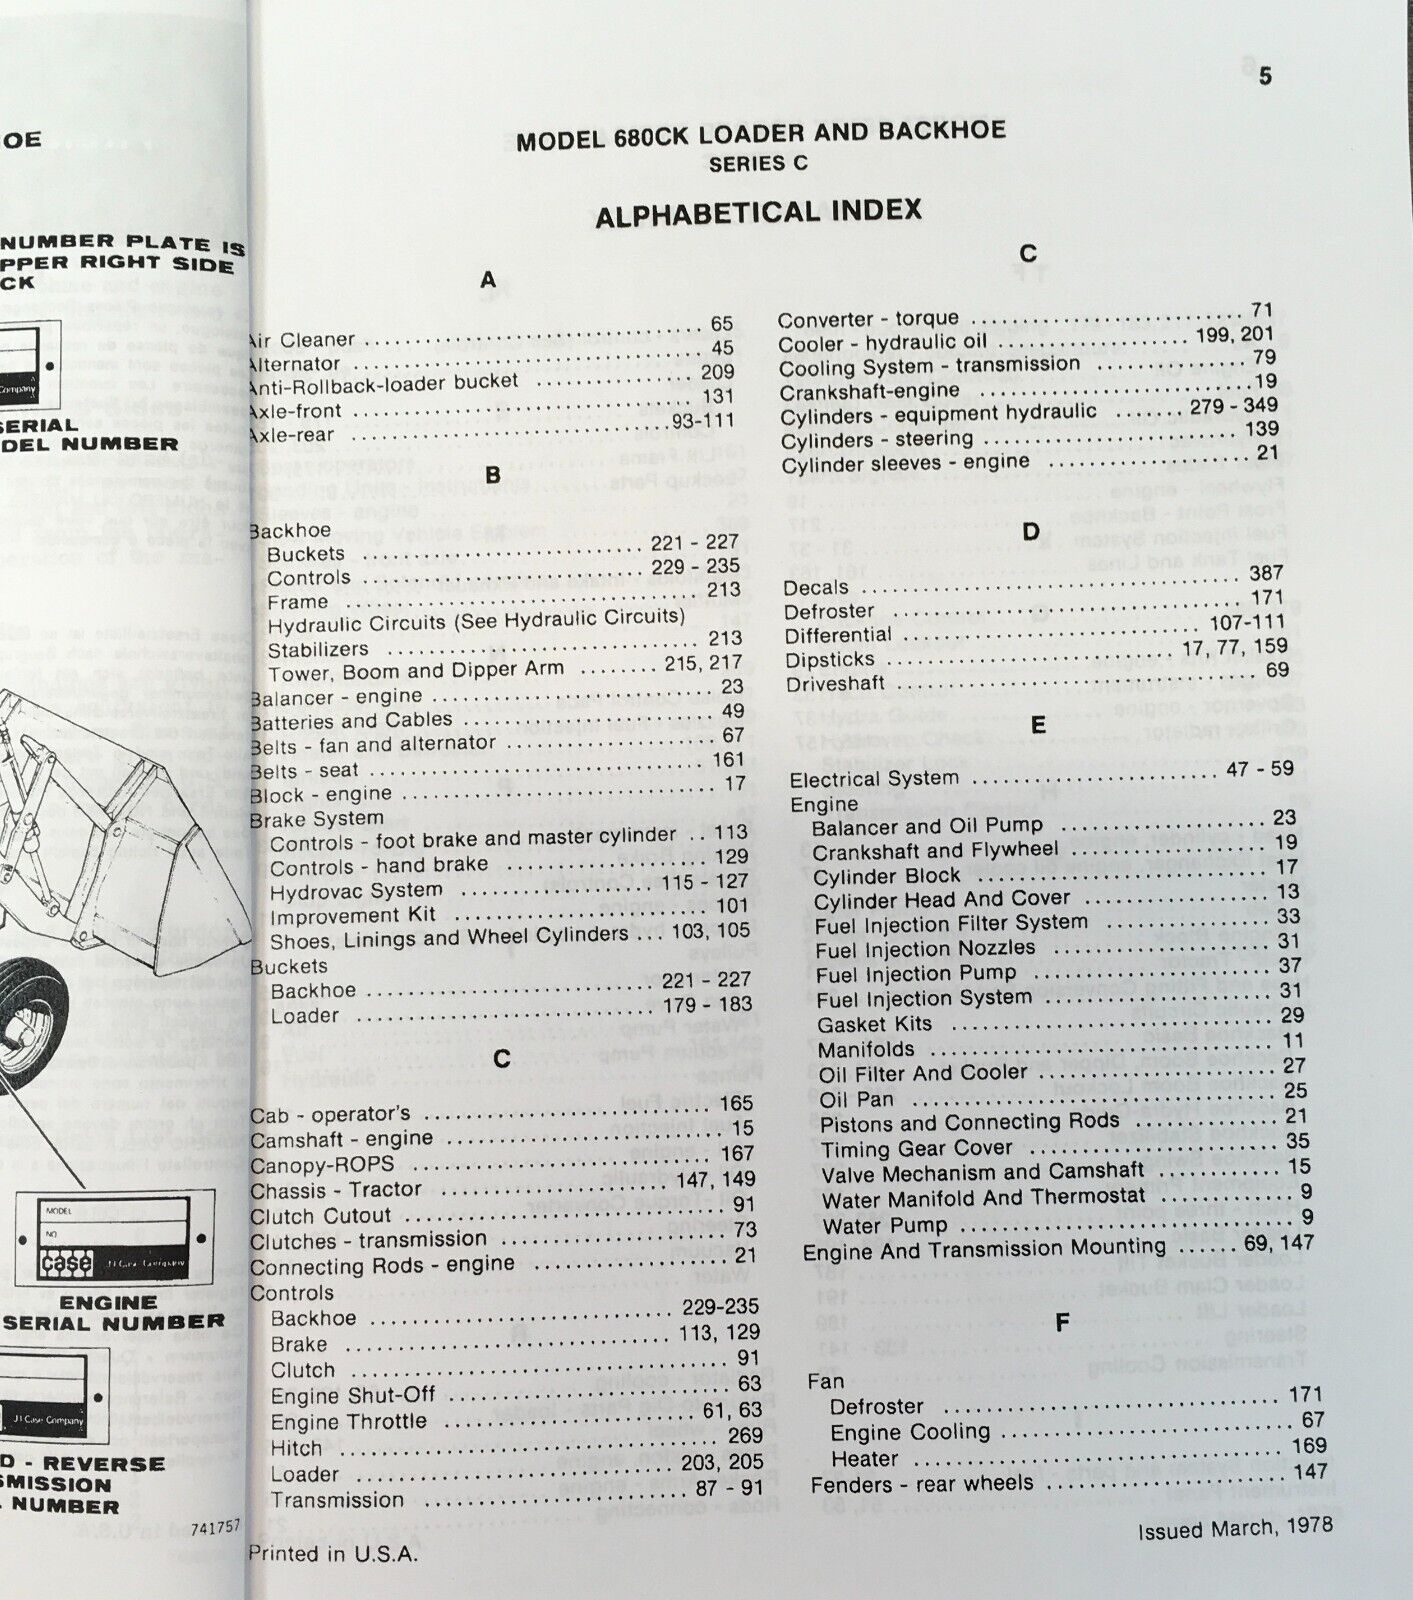 OE
NUMBER PLATE IS
PPER RIGHT SIDE
CK
Company
SERIAL
DEL NUMBER
MODEL
NO
case J I Case Company
ENGINE
SERIAL NUMBER
J I Case Company
D - REVERSE
SMISSION
NUMBER
741757
5
MODEL 680CK LOADER AND BACKHOE
SERIES C
ALPHABETICAL INDEX
A
Air Cleaner ................................. 65
Alternator ................................... 45
Anti-Rollback-loader bucket ............... 209
Axle-front .................................. 131
Axle-rear ...............................93-111
B
Backhoe
Buckets ........................... 221 - 227
Controls ........................... 229 - 235
Frame ................................. 213
Hydraulic Circuits (See Hydraulic Circuits)
Stabilizers .............................. 213
Tower, Boom and Dipper Arm ........ 215, 217
Balancer - engine ........................... 23
Batteries and Cables ........................ 49
Belts - fan and alternator .................... 67
Belts - seat ................................ 161
Block - engine .............................. 17
Brake System
Controls - foot brake and master cylinder .. 113
Controls - hand brake .................... 129
Hydrovac System ................... 115 - 127
Improvement Kit ......................... 101
Shoes, Linings and Wheel Cylinders ... 103, 105
Buckets
Backhoe ............................ 221 - 227
Loader ............................. 179 - 183
C
Cab - operator's ........................... 165
Camshaft - engine .......................... 15
Canopy-ROPS ............................. 167
Chassis - Tractor ...................... 147, 149
Clutch Cutout ............................... 91
Clutches - transmission ...................... 73
Connecting Rods - engine ................... 21
Controls
Backhoe ............................ 229-235
Brake .............................. 113, 129
Clutch .................................. 91
Engine Shut-Off ........................... 63
Engine Throttle ........................ 61, 63
Hitch .................................. 269
Loader ............................. 203, 205
Transmission ......................... 87 - 91
Printed in U.S.A.
C
Converter - torque .......................... 71
Cooler - hydraulic oil ................... 199, 201
Cooling System - transmission ............... 79
Crankshaft-engine ...........................19
Cylinders - equipment hydraulic ....... 279 - 349
Cylinders - steering ......................... 139
Cylinder sleeves - engine .................... 21
D
Decals ..................................... 387
Defroster .................................. 171
Differential ............................. 107-111
Dipsticks ............................ 17, 77, 159
Driveshaft ................................... 69
E
Electrical System ........................ 47 - 59
Engine
Balancer and Oil Pump .................... 23
Crankshaft and Flywheel ................... 19
Cylinder Block ............................. 17
Cylinder Head And Cover .................. 13
Fuel Injection Filter System ................ 33
Fuel Injection Nozzles ..................... 31
Fuel Injection Pump ....................... 37
Fuel Injection System ...................... 31
Gasket Kits ............................... 29
Manifolds ................................. 11
Oil Filter And Cooler ....................... 27
Oil Pan ................................... 25
Pistons and Connecting Rods ............... 21
Timing Gear Cover ........................ 35
Valve Mechanism and Camshaft ............ 15
Water Manifold And Thermostat ............. 9
Water Pump ................................ 9
Engine And Transmission Mounting ...... 69, 147
F
Fan
Defroster ................................ 171
Engine Cooling ............................ 67
Heater ................................... 169
Fenders - rear wheels ....................... 147
Issued March, 1978